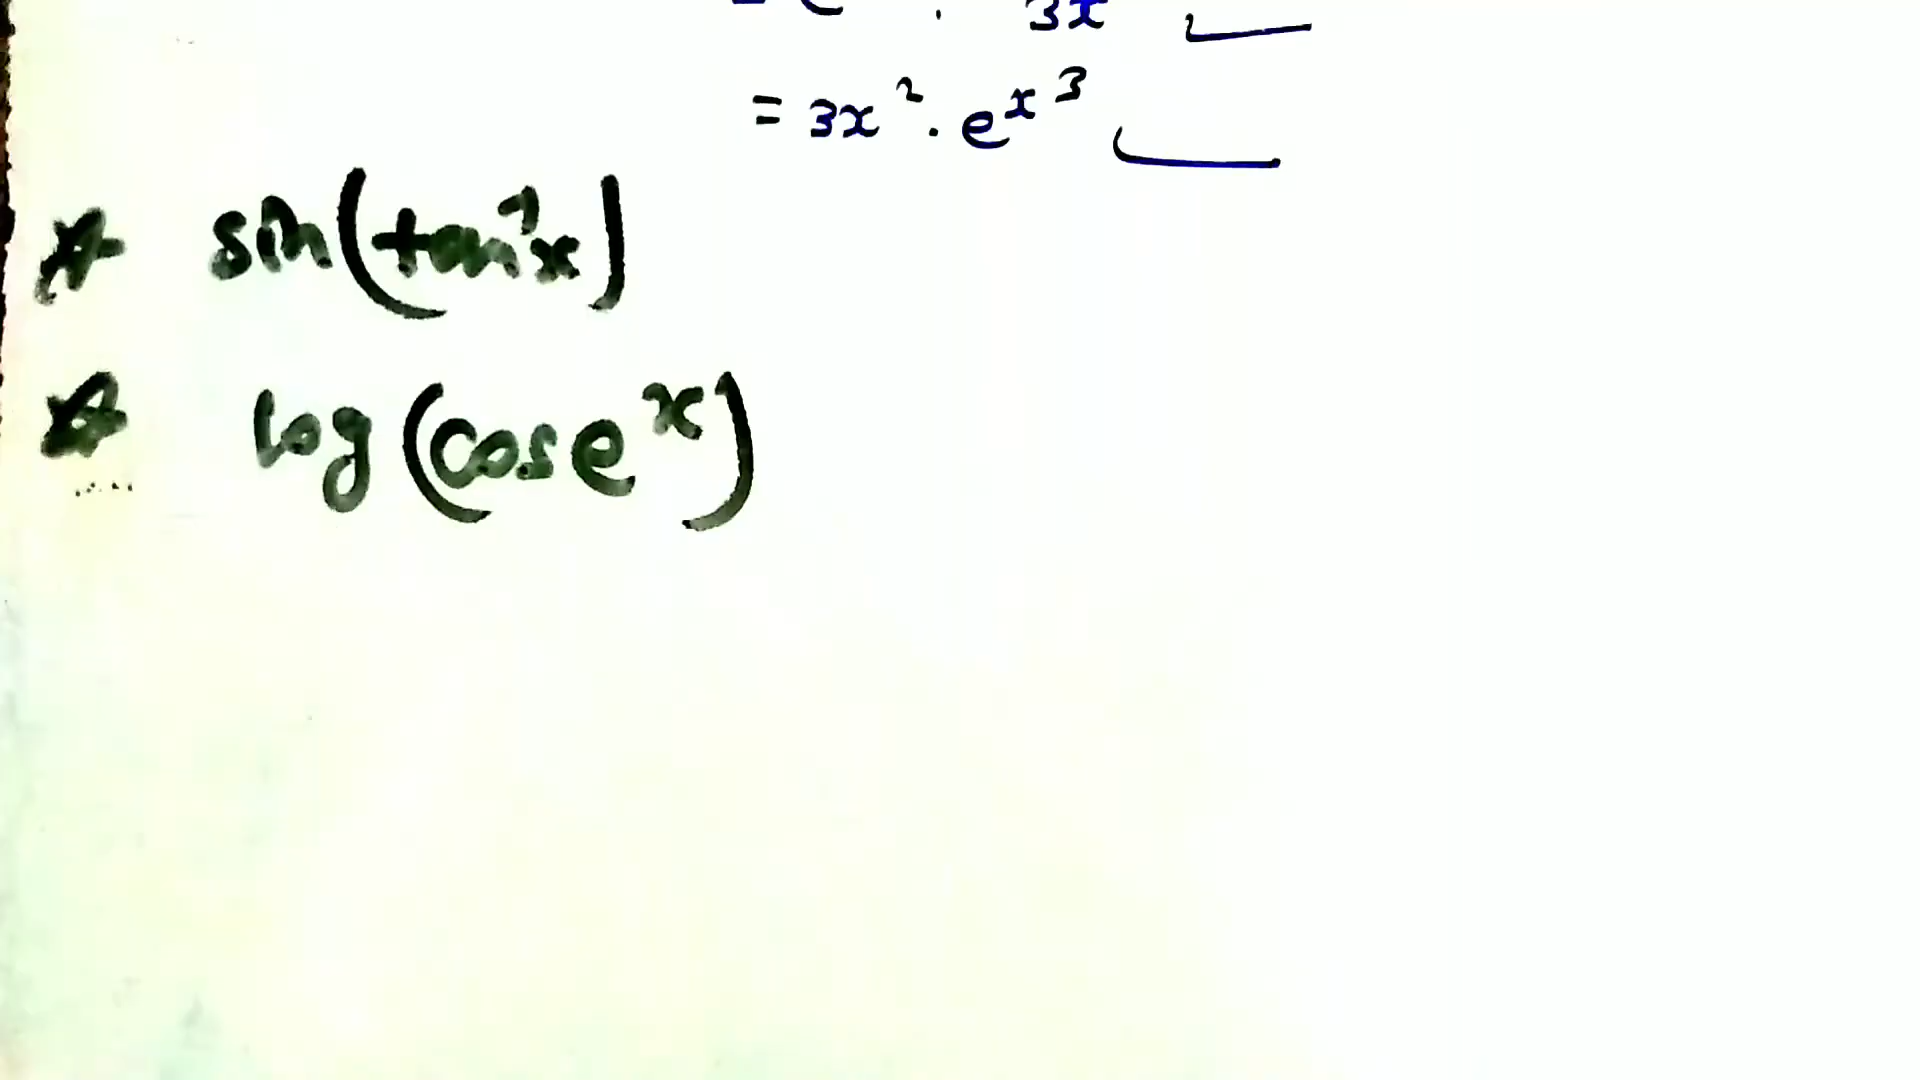 = 3x² . e^x³
☆ sin(tan⁻¹x)
☆ log(cos e^x)